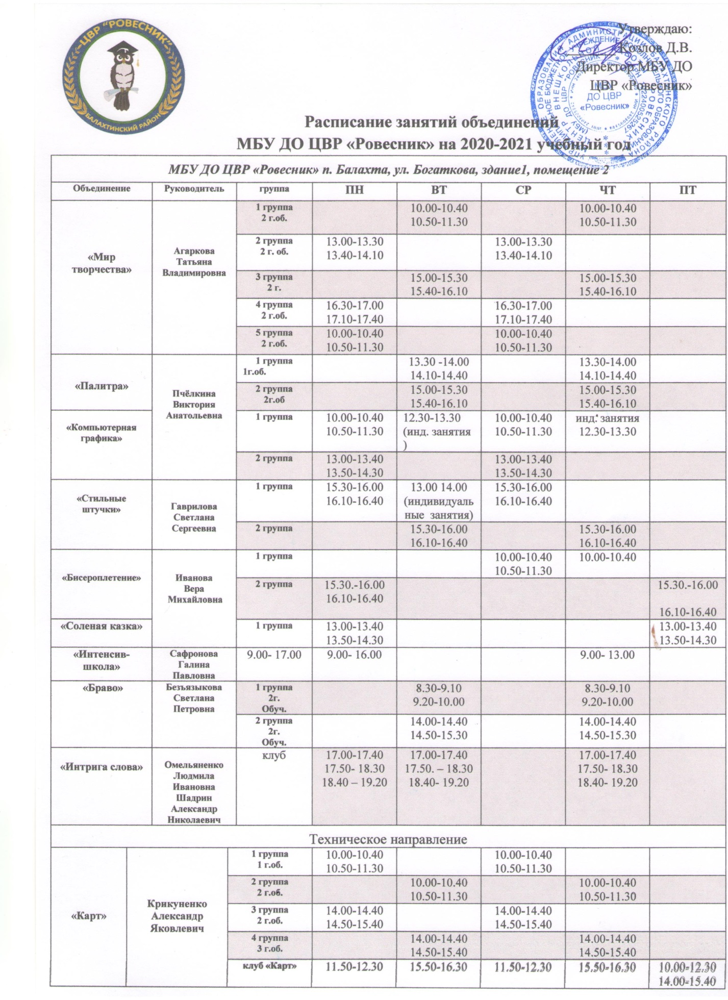 ЦВР "РОВЕСНИК"
БАЛАХТИНСКИЙ РАЙОН
Утверждаю:
Козлов Д.В.
Директор МБУ ДО
ЦВР «Ровесник»
МБУ
ДО ЦВР
«Ровесник»
Расписание занятий объединений
МБУ ДО ЦВР «Ровесник» на 2020-2021 учебный год
МБУ ДО ЦВР «Ровесник» п. Балахта, ул. Богаткова, здание1, помещение 2
Объединение Руководитель группа ПН ВТ СР ЧТ ПТ
«Мир
творчества»
Агаркова
Татьяна
Владимировна
1 группа 10.00-10.40 10.00-10.40
2 г.об. 10.50-11.30 10.50-11.30
2 группа 13.00-13.30 13.00-13.30
2 г. об. 13.40-14.10 13.40-14.10
3 группа 15.00-15.30 15.00-15.30
2 г. 15.40-16.10 15.40-16.10
4 группа 16.30-17.00 16.30-17.00
2 г.об. 17.10-17.40 17.10-17.40
5 группа 10.00-10.40 10.00-10.40
2 г.об. 10.50-11.30 10.50-11.30
«Палитра»
Пчёлкина
Виктория
Анатольевна
1 группа 13.30 -14.00 13.30-14.00
1г.об. 14.10-14.40 14.10-14.40
2 группа 15.00-15.30 15.00-15.30
2г.об 15.40-16.10 15.40-16.10
«Компьютерная
графика»
1 группа 10.00-10.40 12.30-13.30 10.00-10.40 инд. занятия
10.50-11.30 (инд. занятия 10.50-11.30 12.30-13.30
)
2 группа 13.00-13.40 13.00-13.40
13.50-14.30 13.50-14.30
«Стильные
штучки»
Гаврилова
Светлана
Сергеевна
1 группа 15.30-16.00 13.00 14.00 15.30-16.00
16.10-16.40 (индивидуаль 16.10-16.40
ные занятия)
2 группа 15.30-16.00 15.30-16.00
16.10-16.40 16.10-16.40
«Бисероплетение»
Иванова
Вера
Михайловна
1 группа 10.00-10.40 10.00-10.40
10.50-11.30
2 группа 15.30.-16.00 15.30.-16.00
16.10-16.40
16.10-16.40
«Соленая казка» 1 группа 13.00-13.40 13.00-13.40
13.50-14.30 13.50-14.30
«Интенсив- Сафронова 9.00- 17.00 9.00- 16.00 9.00- 13.00
школа» Галина
Павловна
«Браво» Безъязыкова 1 группа 8.30-9.10 8.30-9.10
Светлана 2г. 9.20-10.00 9.20-10.00
Петровна Обуч.
2 группа 14.00-14.40 14.00-14.40
2г. 14.50-15.30 14.50-15.30
Обуч.
клуб 17.00-17.40 17.00-17.40 17.00-17.40
«Интрига слова» Омельяненко 17.50- 18.30 17.50. – 18.30 17.50- 18.30
Людмила 18.40 – 19.20 18.40- 19.20 18.40- 19.20
Ивановна
Шадрин
Александр
Николаевич
Техническое направление
«Карт»
Крикуненко
Александр
Яковлевич
1 группа 10.00-10.40 10.00-10.40
1 г.об. 10.50-11.30 10.50-11.30
2 группа 10.00-10.40 10.00-10.40
2 г.об. 10.50-11.30 10.50-11.30
3 группа 14.00-14.40 14.00-14.40
2 г.об. 14.50-15.40 14.50-15.40
4 группа 14.00-14.40 14.00-14.40
3 г.об. 14.50-15.40 14.50-15.40
клуб «Карт» 11.50-12.30 15.50-16.30 11.50-12.30 15.50-16.30 10.00-12.30
14.00-15.40